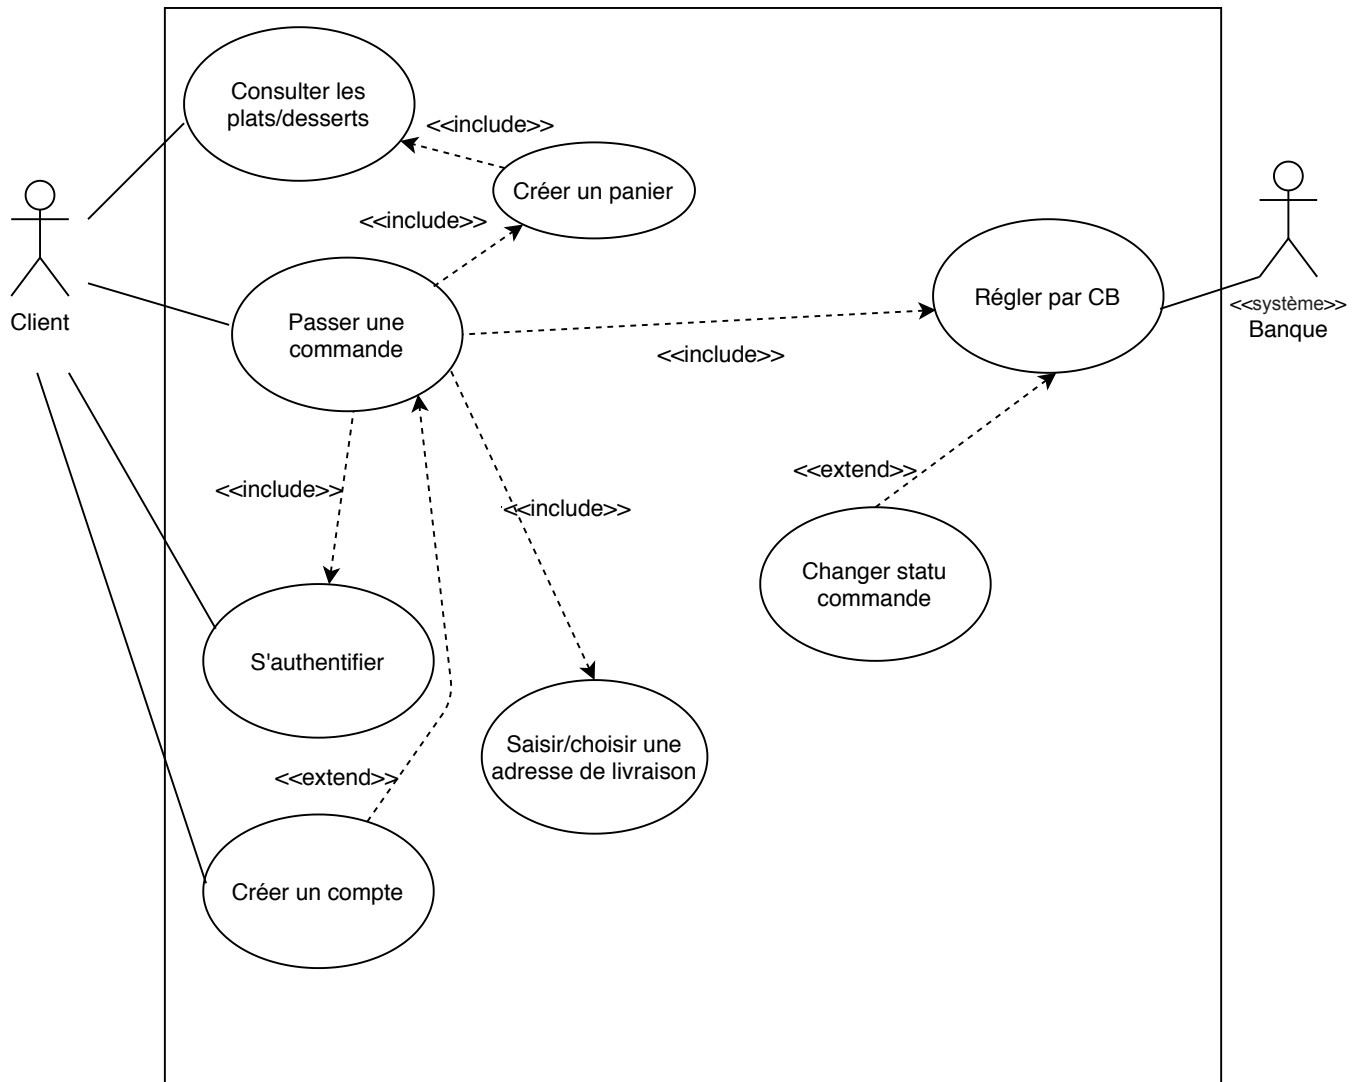 Consulter les
plats/desserts
<<include>>
Créer un panier
<<include>>
Client
Passer une
commande
<<include>>
Régler par CB
<<système>>
Banque
<<include>>
<<include>>
<<extend>>
Changer statu
commande
S'authentifier
Saisir/choisir une
adresse de livraison
<<extend>>
Créer un compte